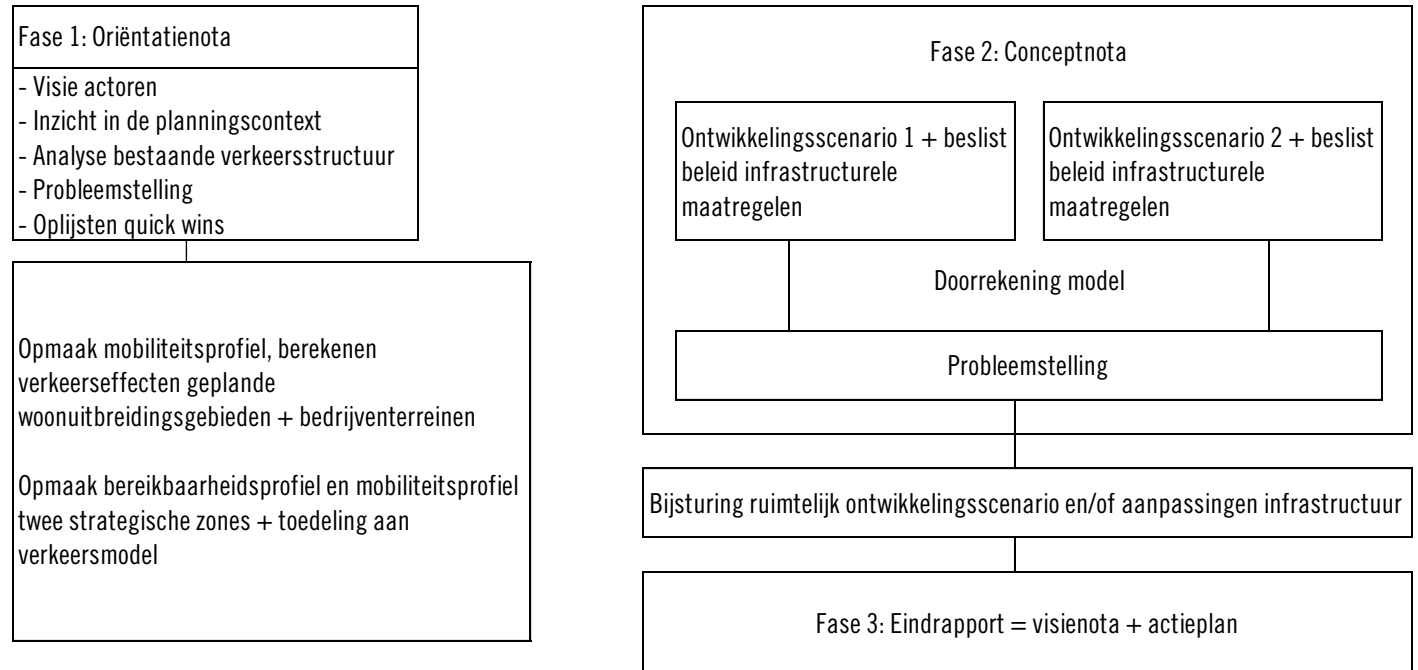 Fase 1: Oriëntatienota
- Visie actoren
- Inzicht in de planningscontext
- Analyse bestaande verkeersstructuur
- Probleemstelling
- Oplijsten quick wins
Opmaak mobiliteitsprofiel, berekenen
verkeerseffecten geplande
woonuitbreidingsgebieden + bedrijventerreinen
Opmaak bereikbaarheidsprofiel en mobiliteitsprofiel
twee strategische zones + toedeling aan
verkeersmodel
Fase 2: Conceptnota
Ontwikkelingsscenario 1 + beslist
beleid infrastructurele
maatregelen
Ontwikkelingsscenario 2 + beslist
beleid infrastructurele
maatregelen
Doorrekening model
Probleemstelling
Bijsturing ruimtelijk ontwikkelingsscenario en/of aanpassingen infrastructuur
Fase 3: Eindrapport = visienota + actieplan